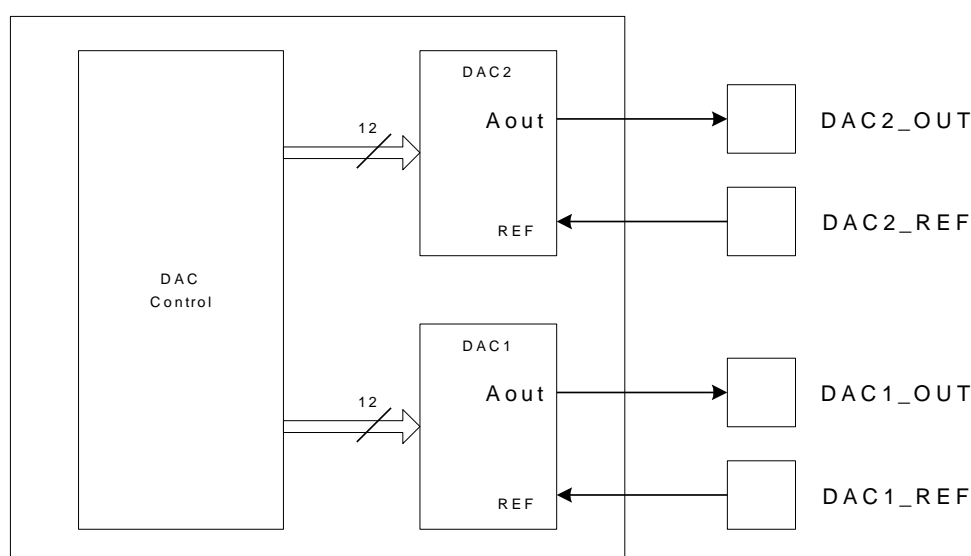 DAC2
Aout
12
DAC2_OUT
REF
DAC2_REF
DAC
Control
DAC1
Aout
12
DAC1_OUT
REF
DAC1_REF